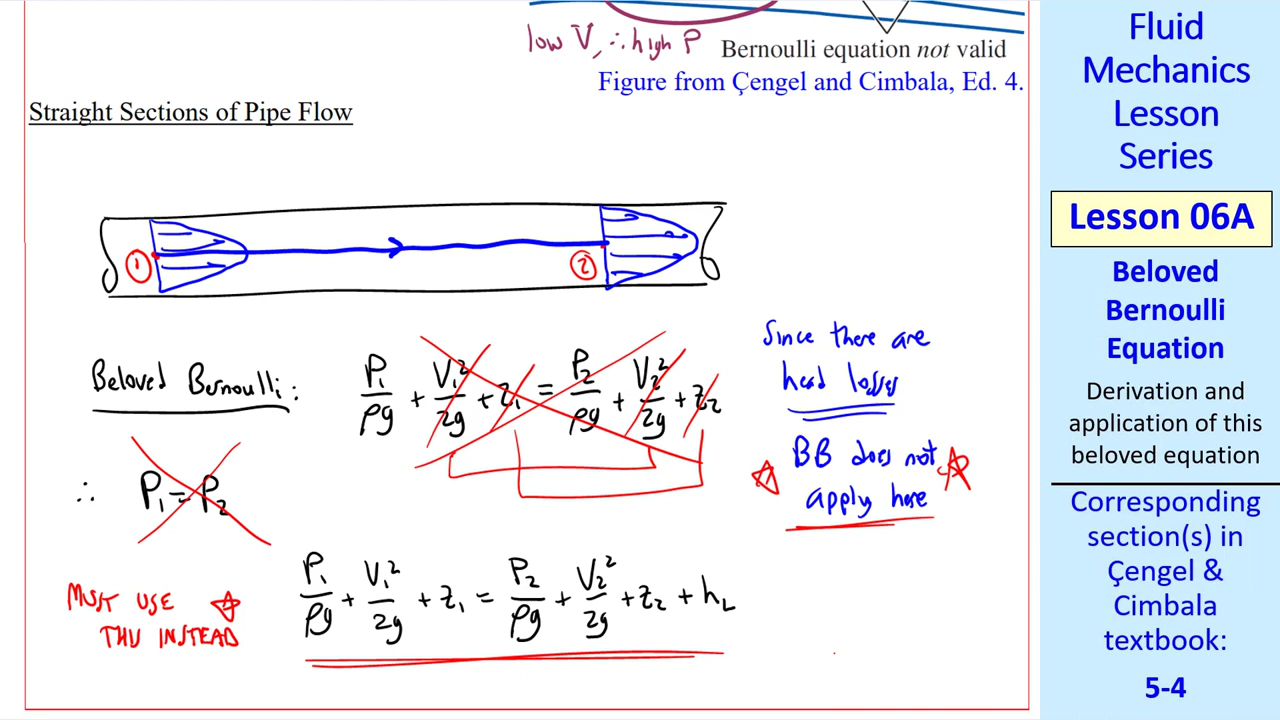 low V, ∴ high P
Bernoulli equation not valid
Figure from Çengel and Cimbala, Ed. 4.
Straight Sections of Pipe Flow
① ②
Beloved Bernoulli:
P₁/ρg + V₁²/2g + z₁ = P₂/ρg + V₂²/2g + z₂
∴ P₁ = P₂
Since there are
head losses
☆ BB does not ☆
apply here
MUST USE ☆
THU INSTEAD
P₁/ρg + V₁²/2g + z₁ = P₂/ρg + V₂²/2g + z₂ + h_L
Fluid
Mechanics
Lesson
Series
Lesson 06A
Beloved
Bernoulli
Equation
Derivation and
application of this
beloved equation
Corresponding
section(s) in
Çengel &
Cimbala
textbook:
5-4